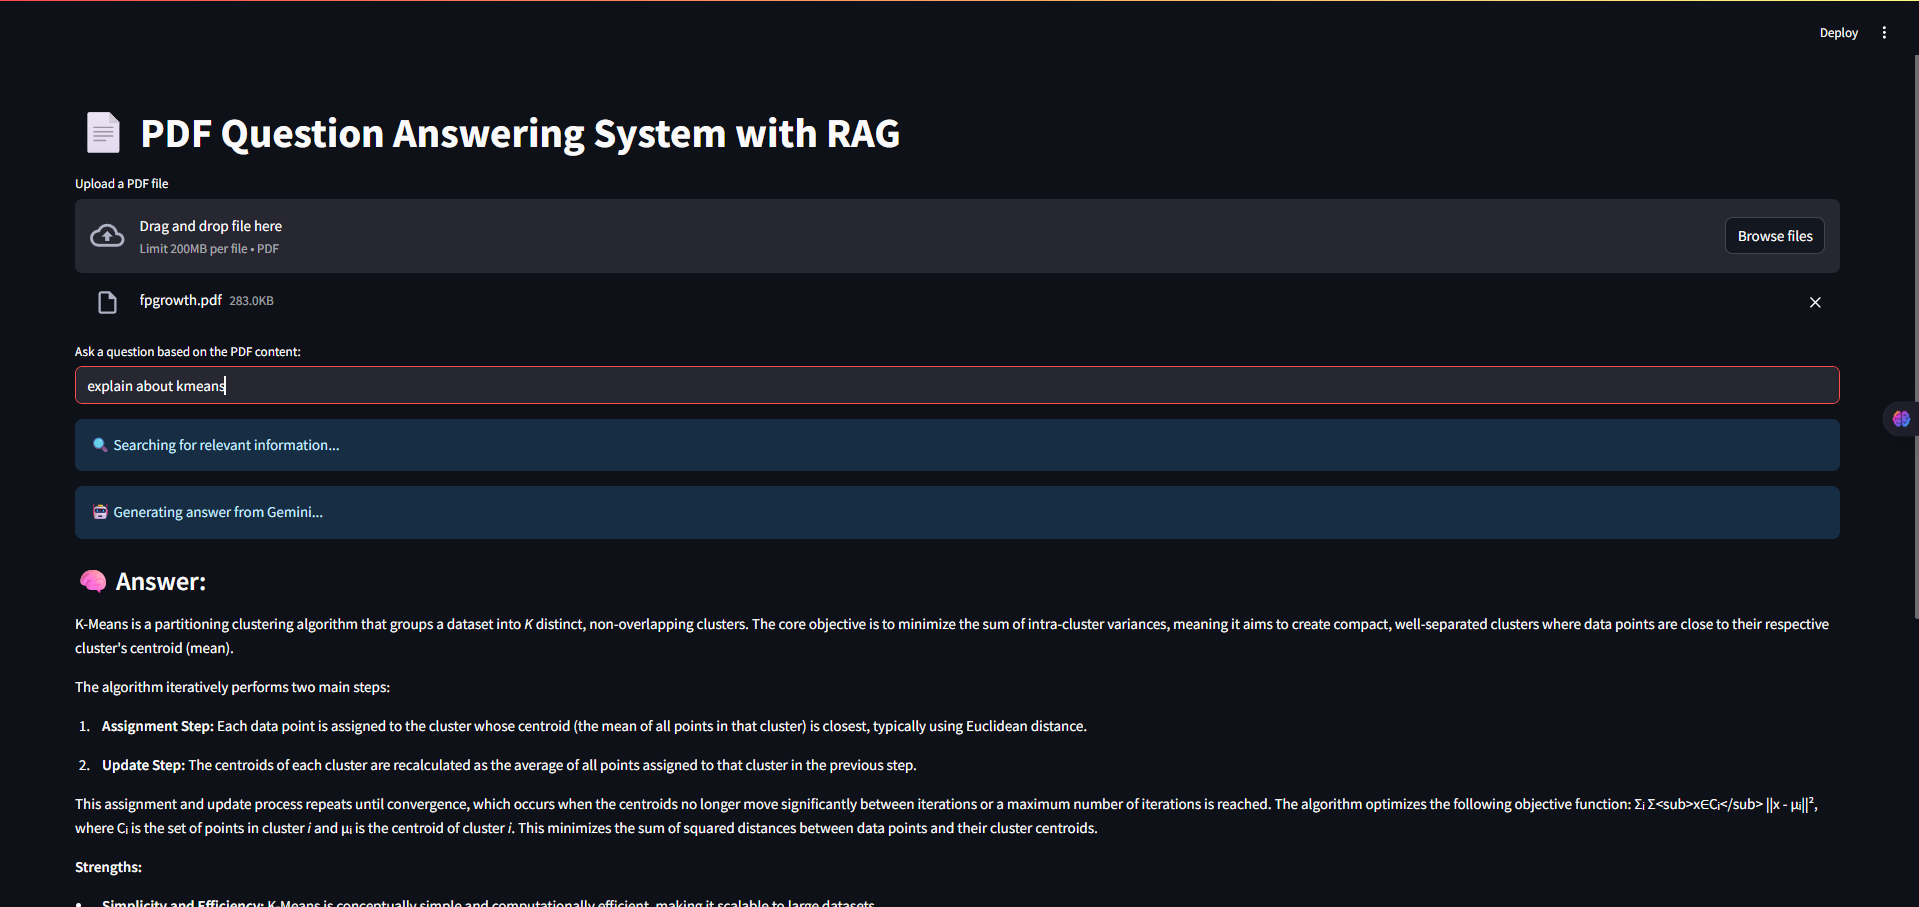 Deploy
PDF Question Answering System with RAG
Upload a PDF file
Drag and drop file here
Limit 200MB per file • PDF
Browse files
fpgrowth.pdf 283.0KB
Ask a question based on the PDF content:
explain about kmeans
Searching for relevant information...
Generating answer from Gemini...
Answer:
K-Means is a partitioning clustering algorithm that groups a dataset into K distinct, non-overlapping clusters. The core objective is to minimize the sum of intra-cluster variances, meaning it aims to create compact, well-separated clusters where data points are close to their respective
cluster's centroid (mean).
The algorithm iteratively performs two main steps:
1. Assignment Step: Each data point is assigned to the cluster whose centroid (the mean of all points in that cluster) is closest, typically using Euclidean distance.
2. Update Step: The centroids of each cluster are recalculated as the average of all points assigned to that cluster in the previous step.
This assignment and update process repeats until convergence, which occurs when the centroids no longer move significantly between iterations or a maximum number of iterations is reached. The algorithm optimizes the following objective function: Σᵢ Σ<sub>x∈Cᵢ</sub> ||x - μᵢ||²,
where Cᵢ is the set of points in cluster i and μᵢ is the centroid of cluster i. This minimizes the sum of squared distances between data points and their cluster centroids.
Strengths:
• Simplicity and Efficiency: K-Means is conceptually simple and computationally efficient, making it scalable to large datasets.